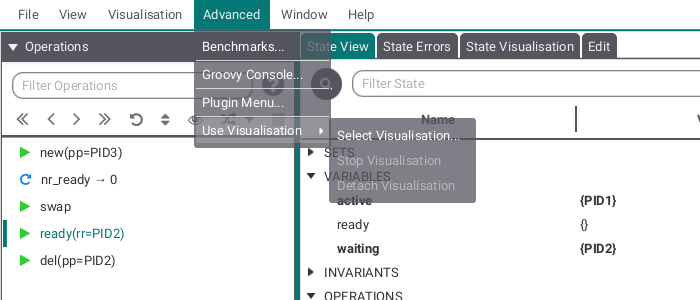 File View Visualisation Advanced Window Help
Operations
State View State Errors State Visualisation Edit
Benchmarks...
Filter Operations
Groovy Console...
Filter State
Plugin Menu...
Name
Use Visualisation
Select Visualisation...
new(pp=PID3)
SETS
Stop Visualisation
nr_ready → 0
VARIABLES
Detach Visualisation
swap
active {PID1}
ready {}
ready(rr=PID2)
waiting {PID2}
del(pp=PID2)
INVARIANTS
OPERATIONS